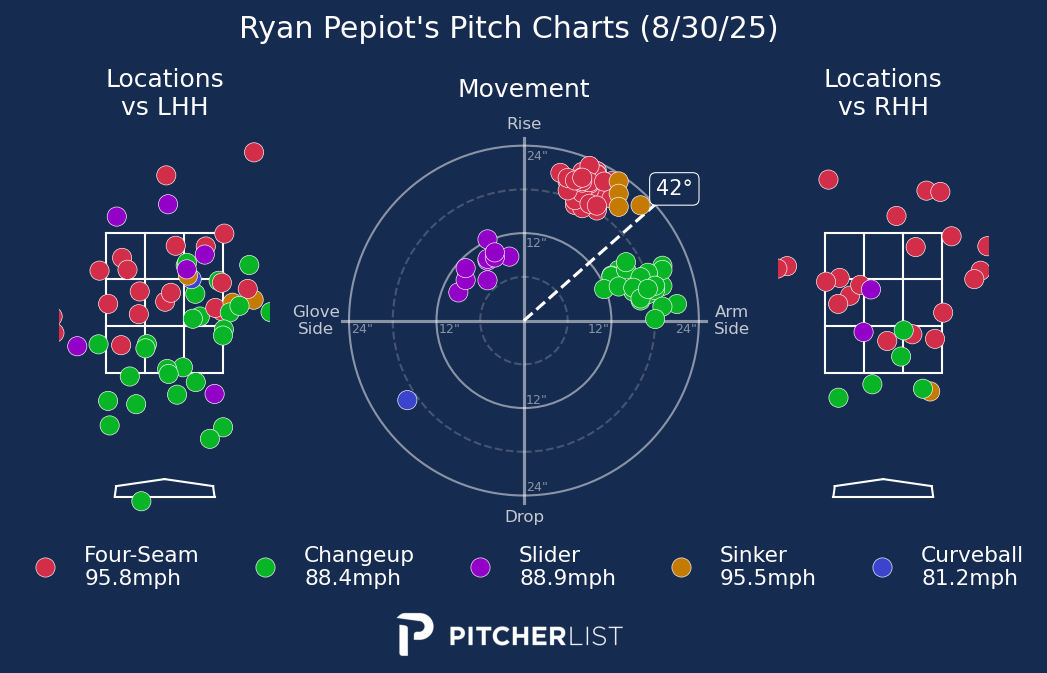 Ryan Pepiot's Pitch Charts (8/30/25)
Locations
vs LHH
Movement
Locations
vs RHH
Rise
24"
42°
12"
Glove
Side
24"
12"
12"
24"
Arm
Side
12"
24"
Drop
Four-Seam
95.8mph
Changeup
88.4mph
Slider
88.9mph
Sinker
95.5mph
Curveball
81.2mph
PITCHERLIST